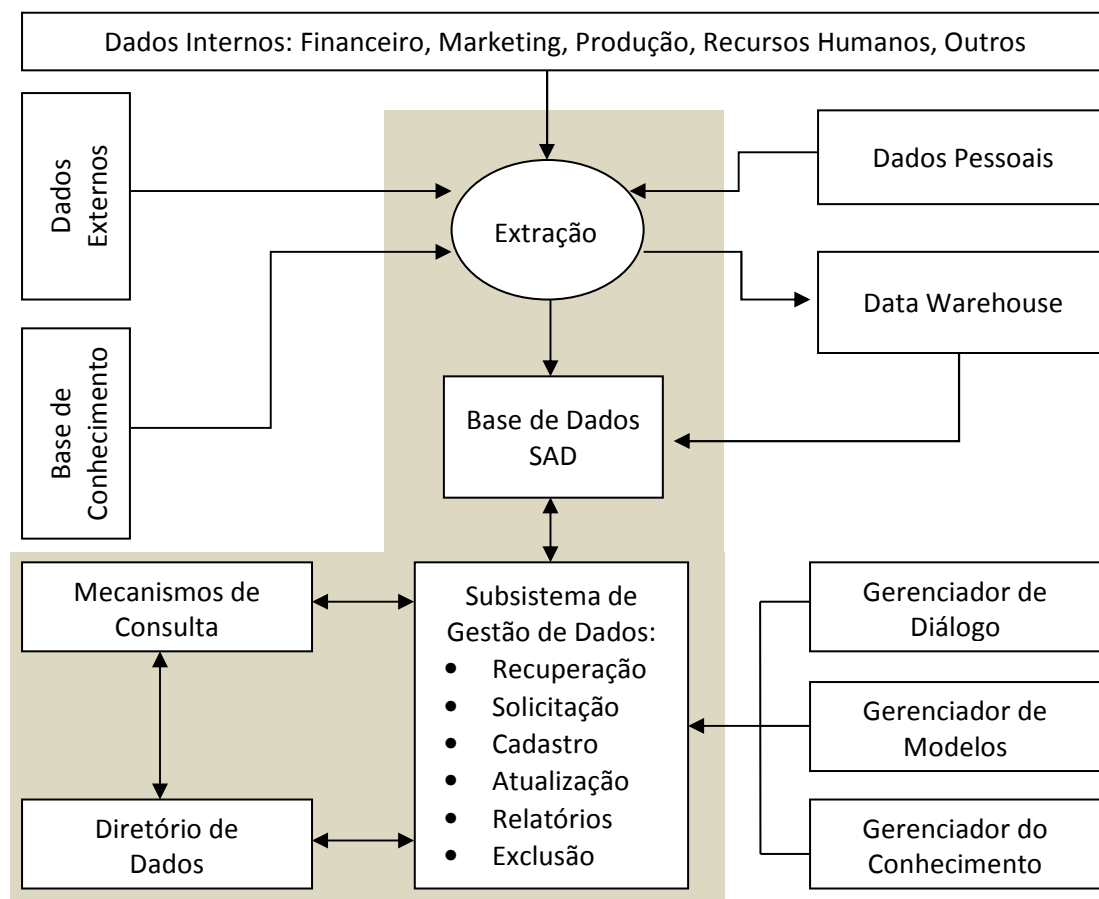 Dados Internos: Financeiro, Marketing, Produção, Recursos Humanos, Outros
Dados
Externos
Dados Pessoais
Extração
Data Warehouse
Base de
Conhecimento
Base de Dados
SAD
Mecanismos de
Consulta
Subsistema de
Gestão de Dados:
• Recuperação
• Solicitação
• Cadastro
• Atualização
• Relatórios
• Exclusão
Gerenciador de
Diálogo
Gerenciador de
Modelos
Diretório de
Dados
Gerenciador do
Conhecimento